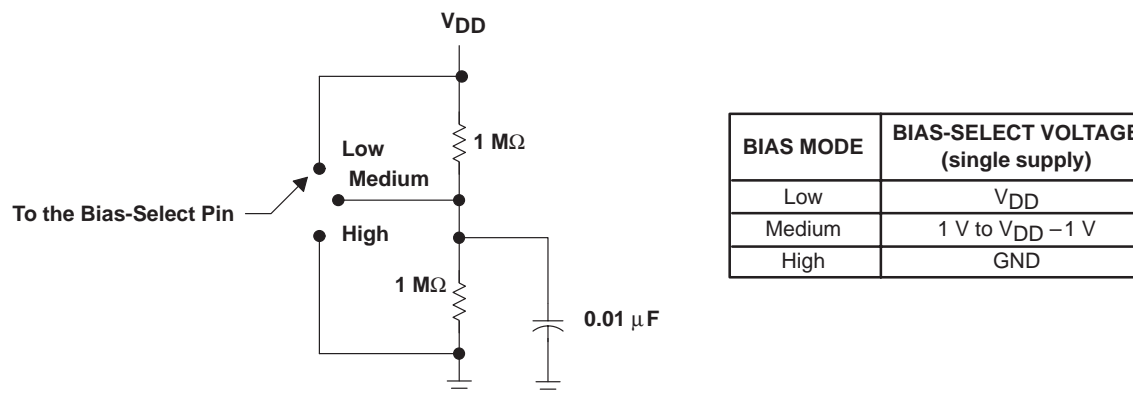 VDD
1 MΩ
Low
Medium
To the Bias-Select Pin
High
1 MΩ
0.01 μF
BIAS MODE
BIAS-SELECT VOLTAGE
(single supply)
Low
VDD
Medium
1 V to VDD –1 V
High
GND